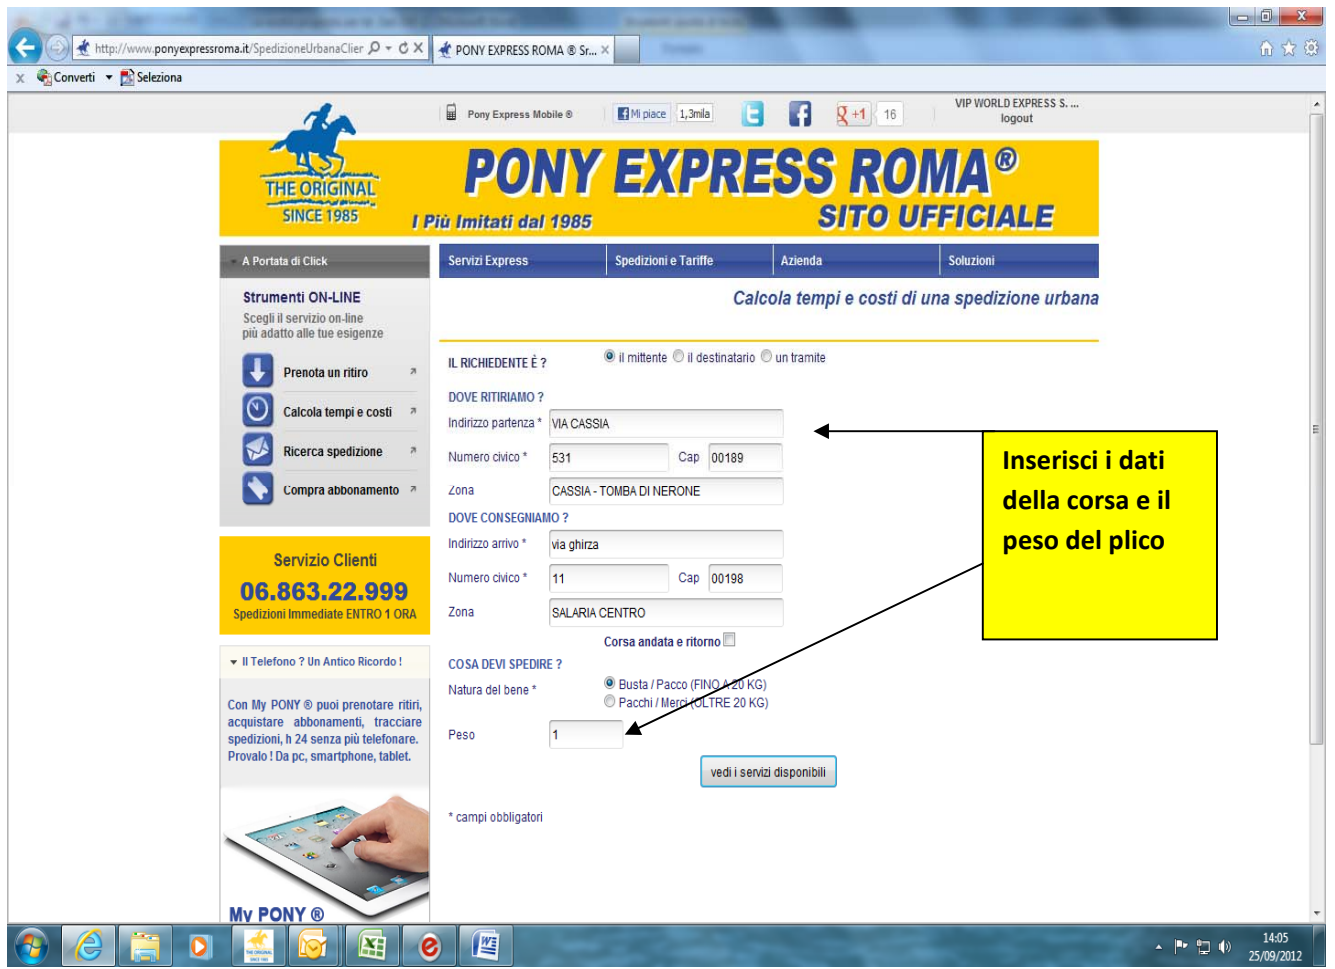 http://www.ponyexpressroma.it/SpedizioneUrbanaClier
PONY EXPRESS ROMA ® Sr...
x Converti Seleziona
Pony Express Mobile ®
Mi piace 1,3mila
+1 16
VIP WORLD EXPRESS S. ...
logout
THE ORIGINAL
SINCE 1985
PONY EXPRESS ROMA®
I Più Imitati dal 1985
SITO UFFICIALE
A Portata di Click
Servizi Express
Spedizioni e Tariffe
Azienda
Soluzioni
Strumenti ON-LINE
Scegli il servizio on-line
più adatto alle tue esigenze
Prenota un ritiro
Calcola tempi e costi
Ricerca spedizione
Compra abbonamento
Servizio Clienti
06.863.22.999
Spedizioni Immediate ENTRO 1 ORA
Il Telefono ? Un Antico Ricordo !
Con My PONY ® puoi prenotare ritiri,
acquistare abbonamenti, tracciare
spedizioni, h 24 senza più telefonare.
Provalo ! Da pc, smartphone, tablet.
My PONY ®
Calcola tempi e costi di una spedizione urbana
IL RICHIEDENTE È ? il mittente il destinatario un tramite
DOVE RITIRIAMO ?
Indirizzo partenza * VIA CASSIA
Numero civico * 531 Cap 00189
Zona CASSIA - TOMBA DI NERONE
DOVE CONSEGNIAMO ?
Indirizzo arrivo * via ghirza
Numero civico * 11 Cap 00198
Zona SALARIA CENTRO
Corsa andata e ritorno
COSA DEVI SPEDIRE ?
Natura del bene * Busta / Pacco (FINO A 20 KG)
Pacchi / Merci (OLTRE 20 KG)
Peso 1
vedi i servizi disponibili
* campi obbligatori
Inserisci i dati
della corsa e il
peso del plico
14:05
25/09/2012